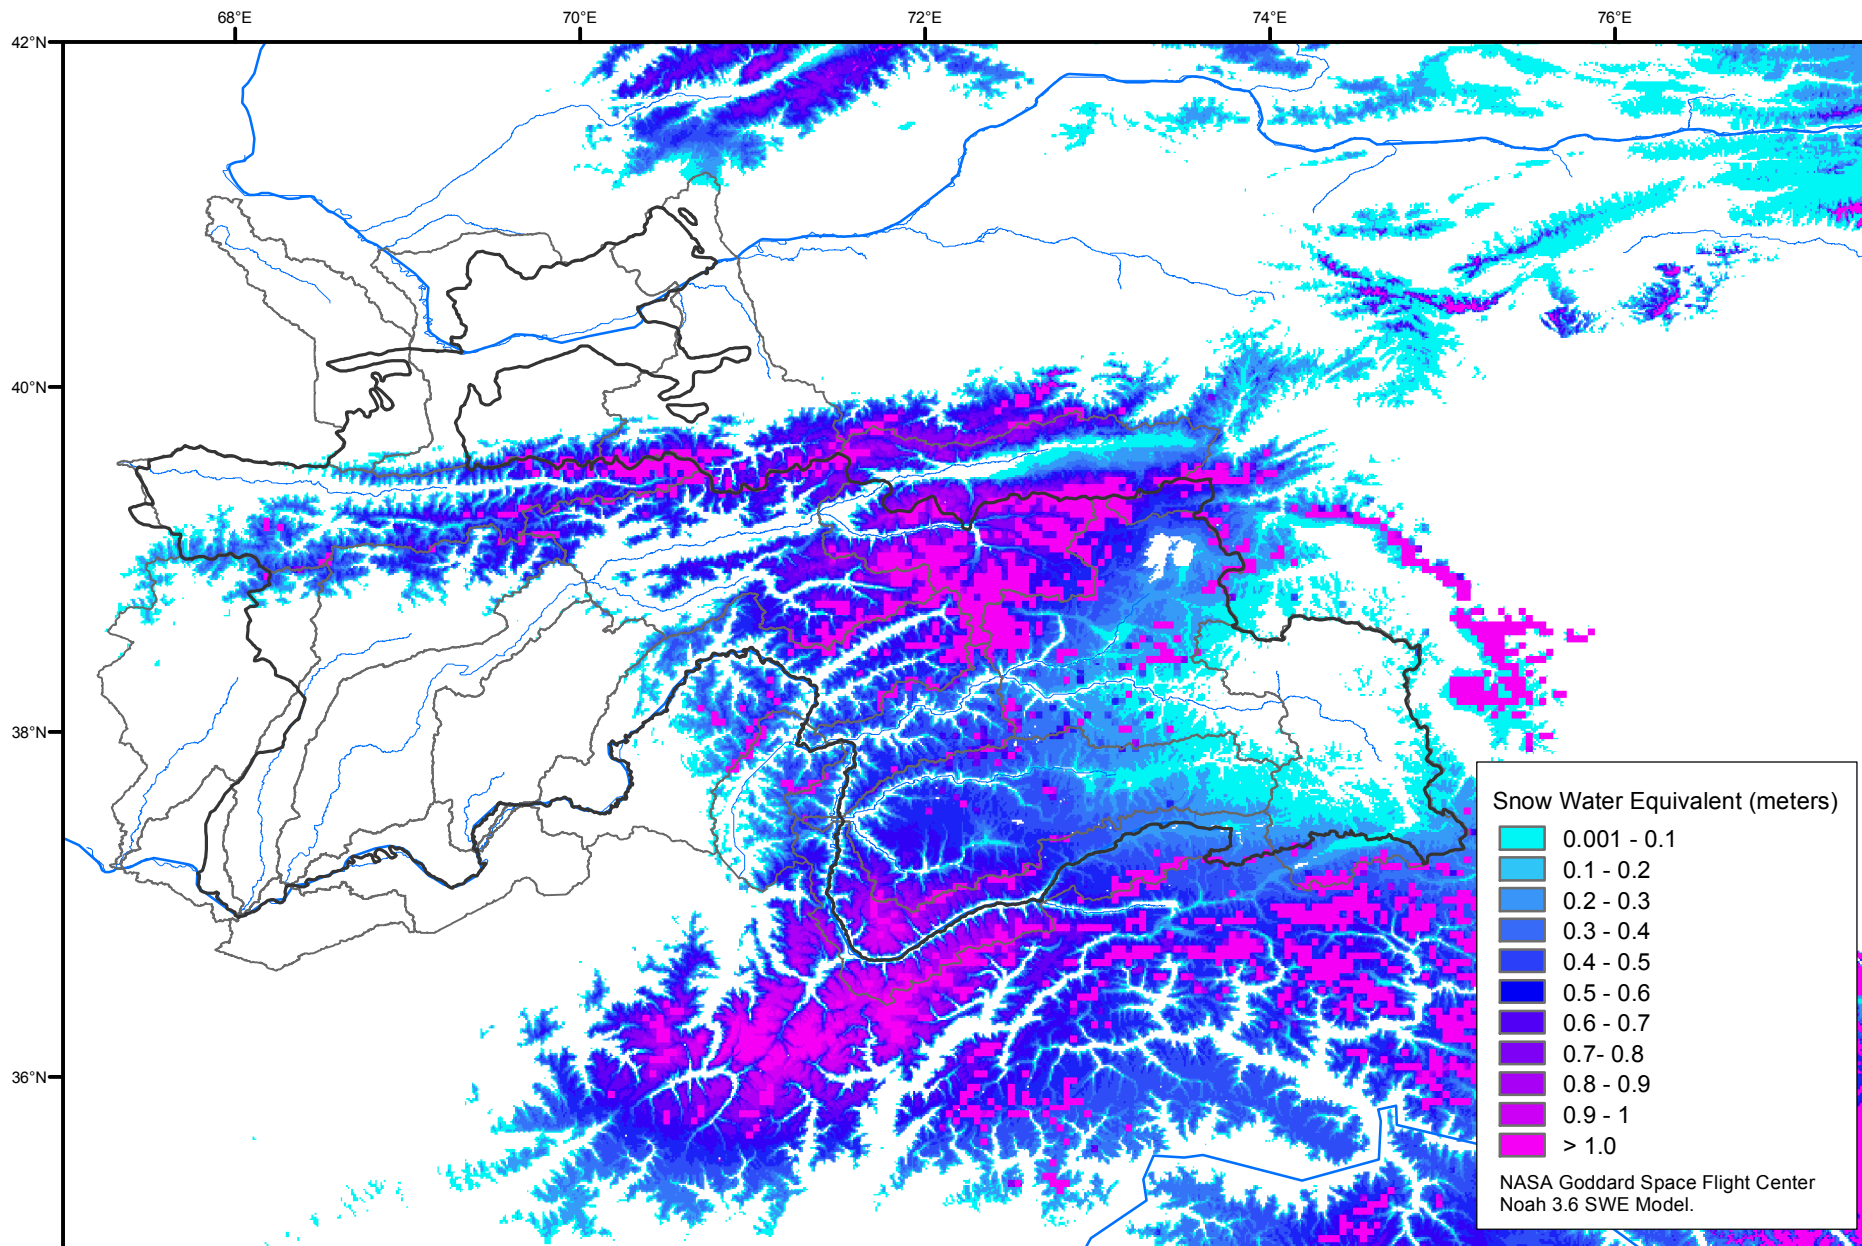 68°E 70°E 72°E 74°E 76°E
42°N
40°N
38°N
36°N
Snow Water Equivalent (meters)
0.001 - 0.1
0.1 - 0.2
0.2 - 0.3
0.3 - 0.4
0.4 - 0.5
0.5 - 0.6
0.6 - 0.7
0.7- 0.8
0.8 - 0.9
0.9 - 1
> 1.0
NASA Goddard Space Flight Center
Noah 3.6 SWE Model.